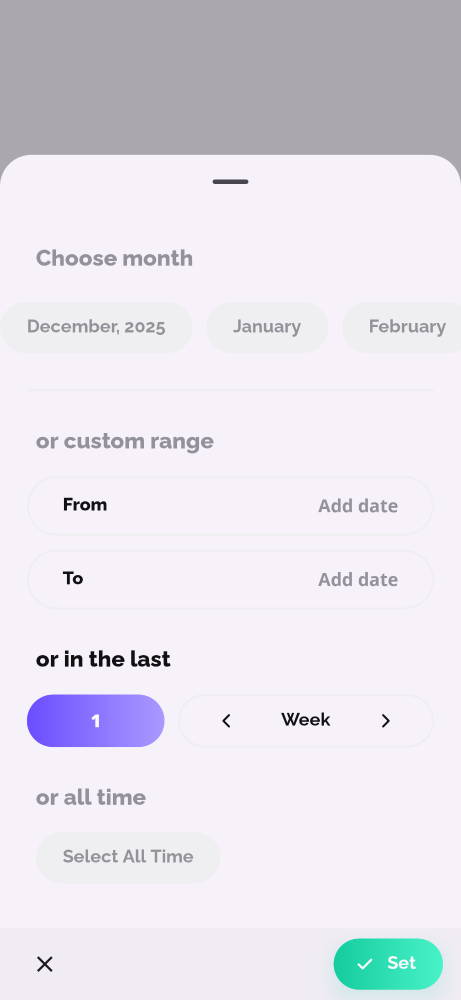 Choose month
December, 2025 January February
or custom range
From Add date
To Add date
or in the last
1 Week
or all time
Select All Time
Set